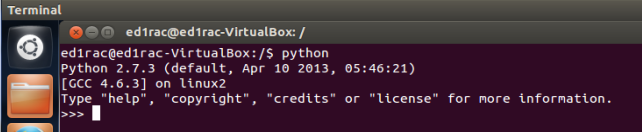 Terminal
ed1rac@ed1rac-VirtualBox: /
ed1rac@ed1rac-VirtualBox:/$ python
Python 2.7.3 (default, Apr 10 2013, 05:46:21)
[GCC 4.6.3] on linux2
Type "help", "copyright", "credits" or "license" for more information.
>>>